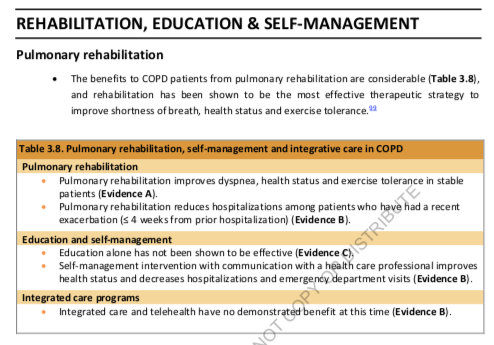 REHABILITATION, EDUCATION & SELF-MANAGEMENT
Pulmonary rehabilitation
• The benefits to COPD patients from pulmonary rehabilitation are considerable (Table 3.8),
and rehabilitation has been shown to be the most effective therapeutic strategy to
improve shortness of breath, health status and exercise tolerance.99
Table 3.8. Pulmonary rehabilitation, self-management and integrative care in COPD
Pulmonary rehabilitation
• Pulmonary rehabilitation improves dyspnea, health status and exercise tolerance in stable
patients (Evidence A).
• Pulmonary rehabilitation reduces hospitalizations among patients who have had a recent
exacerbation (≤ 4 weeks from prior hospitalization) (Evidence B).
Education and self-management
• Education alone has not been shown to be effective (Evidence C).
• Self-management intervention with communication with a health care professional improves
health status and decreases hospitalizations and emergency department visits (Evidence B).
Integrated care programs
• Integrated care and telehealth have no demonstrated benefit at this time (Evidence B).
NOT COPY OR DISTRIBUTE